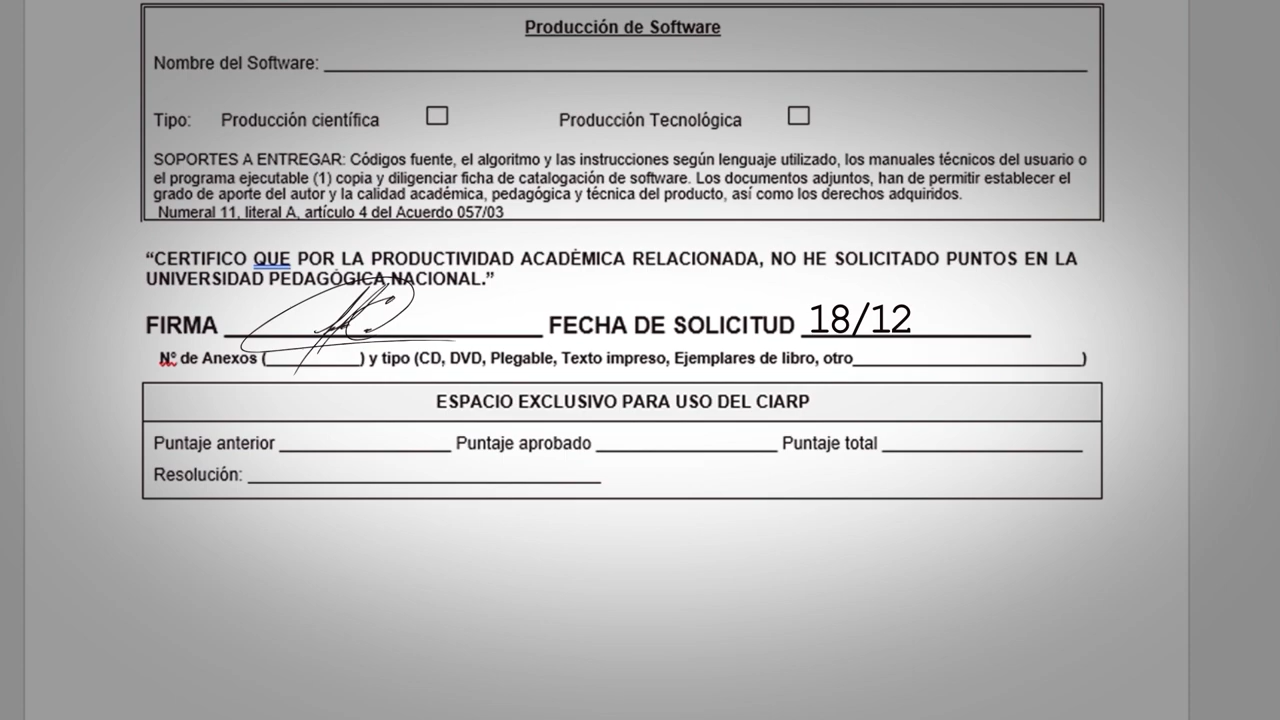 Producción de Software
Nombre del Software:
Tipo: Producción científica Producción Tecnológica
SOPORTES A ENTREGAR: Códigos fuente, el algoritmo y las instrucciones según lenguaje utilizado, los manuales técnicos del usuario o
el programa ejecutable (1) copia y diligenciar ficha de catalogación de software. Los documentos adjuntos, han de permitir establecer el
grado de aporte del autor y la calidad académica, pedagógica y técnica del producto, así como los derechos adquiridos.
Numeral 11, literal A, artículo 4 del Acuerdo 057/03
“CERTIFICO QUE POR LA PRODUCTIVIDAD ACADÉMICA RELACIONADA, NO HE SOLICITADO PUNTOS EN LA
UNIVERSIDAD PEDAGÓGICA NACIONAL.”
FIRMA FECHA DE SOLICITUD 18/12
N° de Anexos ( ) y tipo (CD, DVD, Plegable, Texto impreso, Ejemplares de libro, otro )
ESPACIO EXCLUSIVO PARA USO DEL CIARP
Puntaje anterior Puntaje aprobado Puntaje total
Resolución: